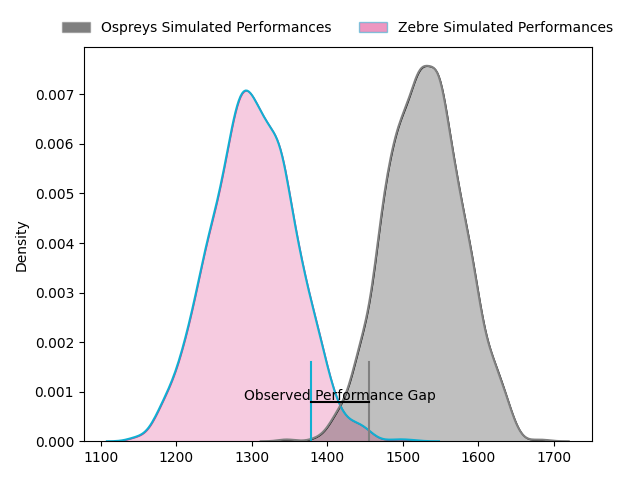 Ospreys Simulated Performances Zebre Simulated Performances
0.007
0.006
0.005
0.004
0.003
0.002
0.001
0.000
Density
Observed Performance Gap
1100 1200 1300 1400 1500 1600 1700